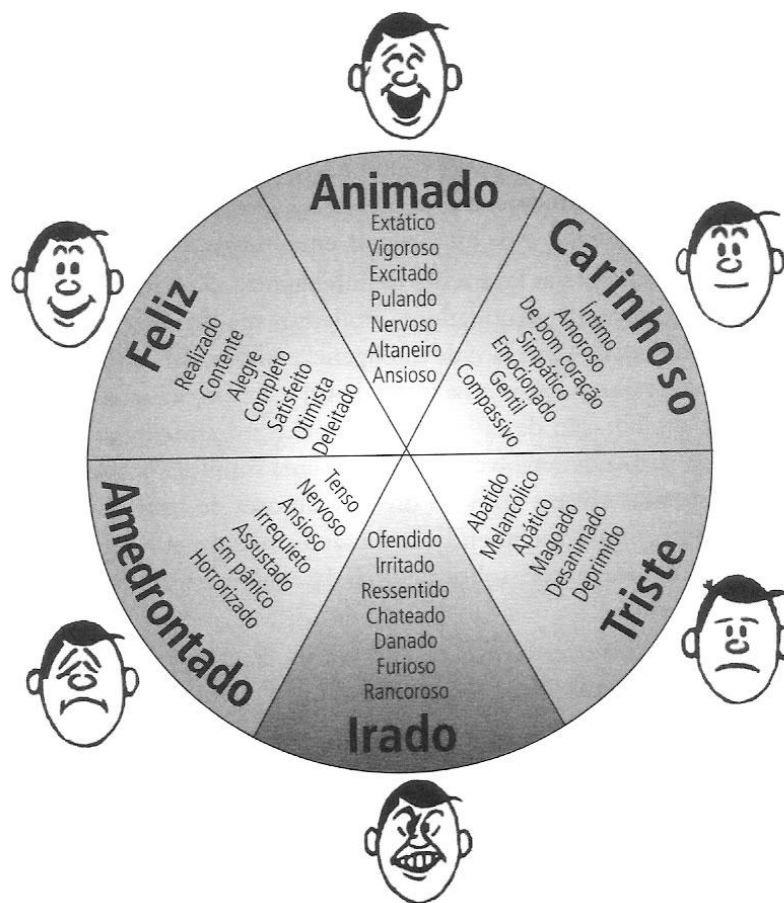 Animado
Extático
Vigoroso
Excitado
Pulando
Nervoso
Altaneiro
Ansioso
Carinhoso
Íntimo
Amoroso
De bom coração
Simpático
Emocionado
Gentil
Compassivo
Triste
Abatido
Melancólico
Apático
Magoado
Desanimado
Deprimido
Ofendido
Irritado
Ressentido
Chateado
Danado
Furioso
Rancoroso
Irado
Amedrontado
Tenso
Nervoso
Ansioso
Irrequieto
Assustado
Em pânico
Horrorizado
Feliz
Realizado
Contente
Alegre
Completo
Satisfeito
Otimista
Deleitado